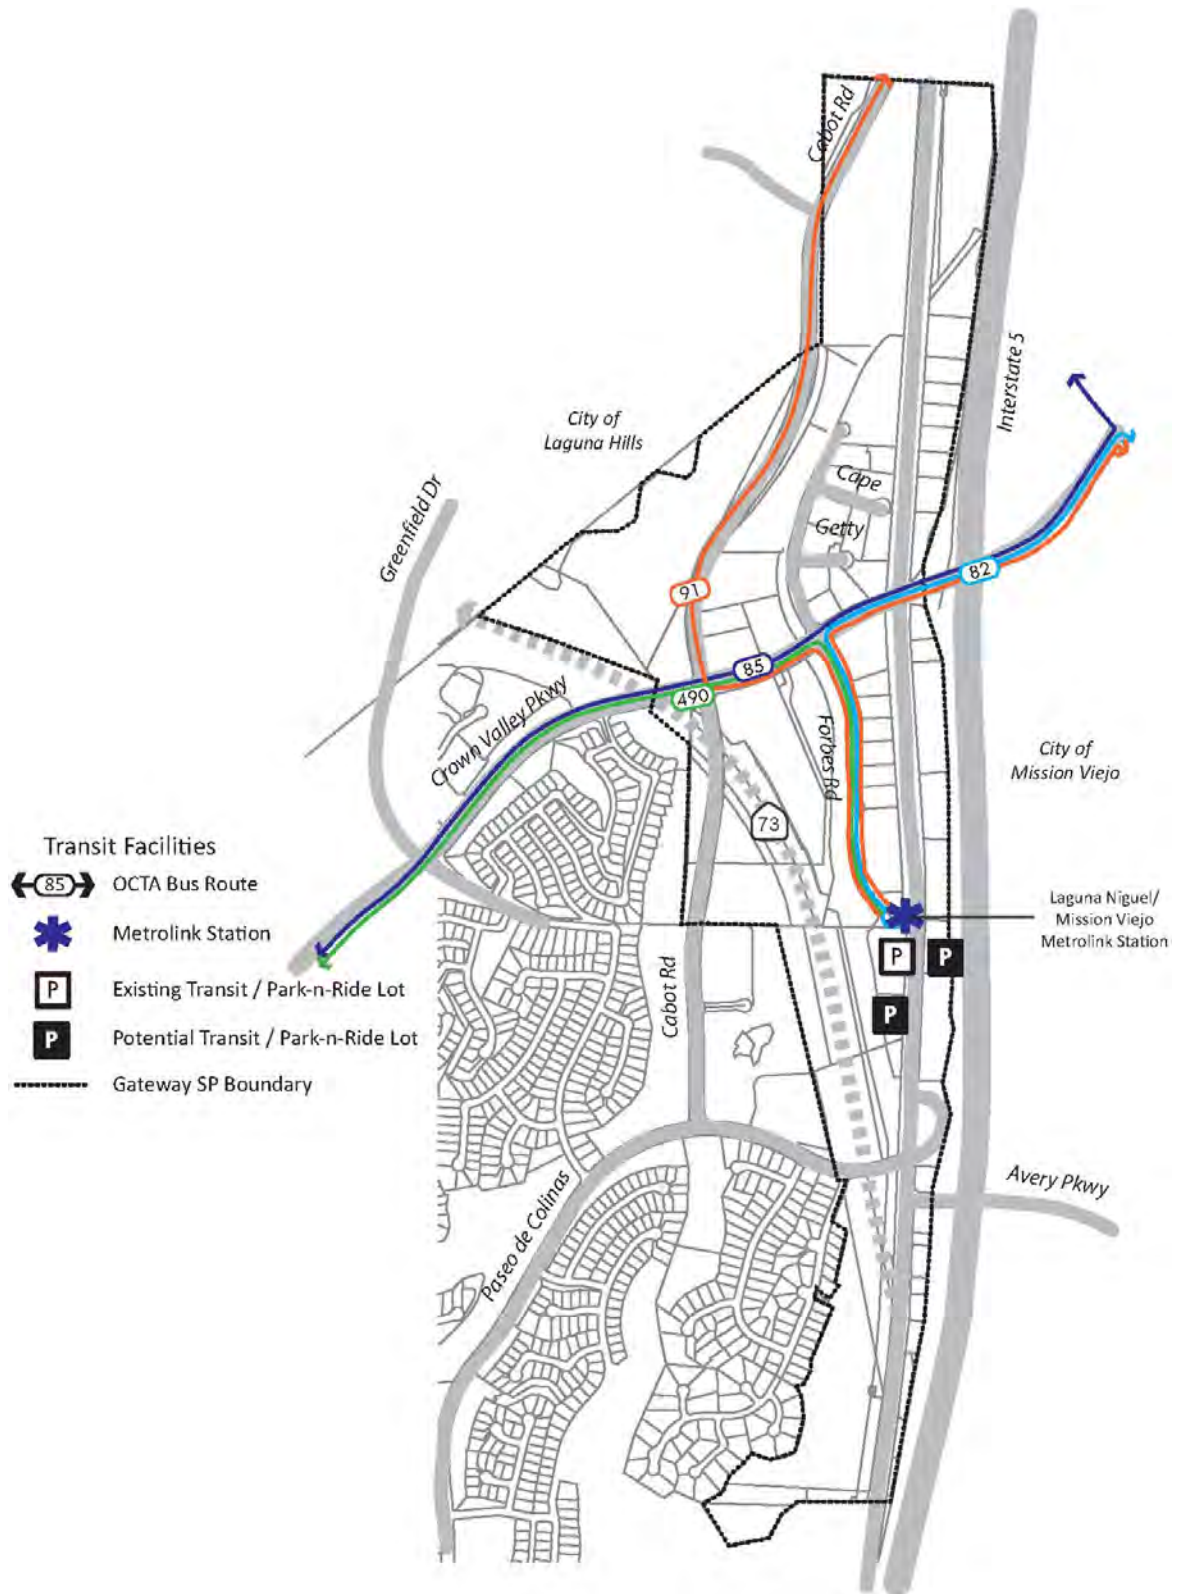 Cabot Rd
Interstate 5
City of
Laguna Hills
Greenfield Dr
Cape
Getty
82
91
85
490
Crown Valley Pkwy
Forbes Rd
City of
Mission Viejo
73
Transit Facilities
85 OCTA Bus Route
Metrolink Station
P Existing Transit / Park-n-Ride Lot
P Potential Transit / Park-n-Ride Lot
Gateway SP Boundary
Laguna Niguel/
Mission Viejo
Metrolink Station
P
P
P
Cabot Rd
Avery Pkwy
Paseo de Colinas